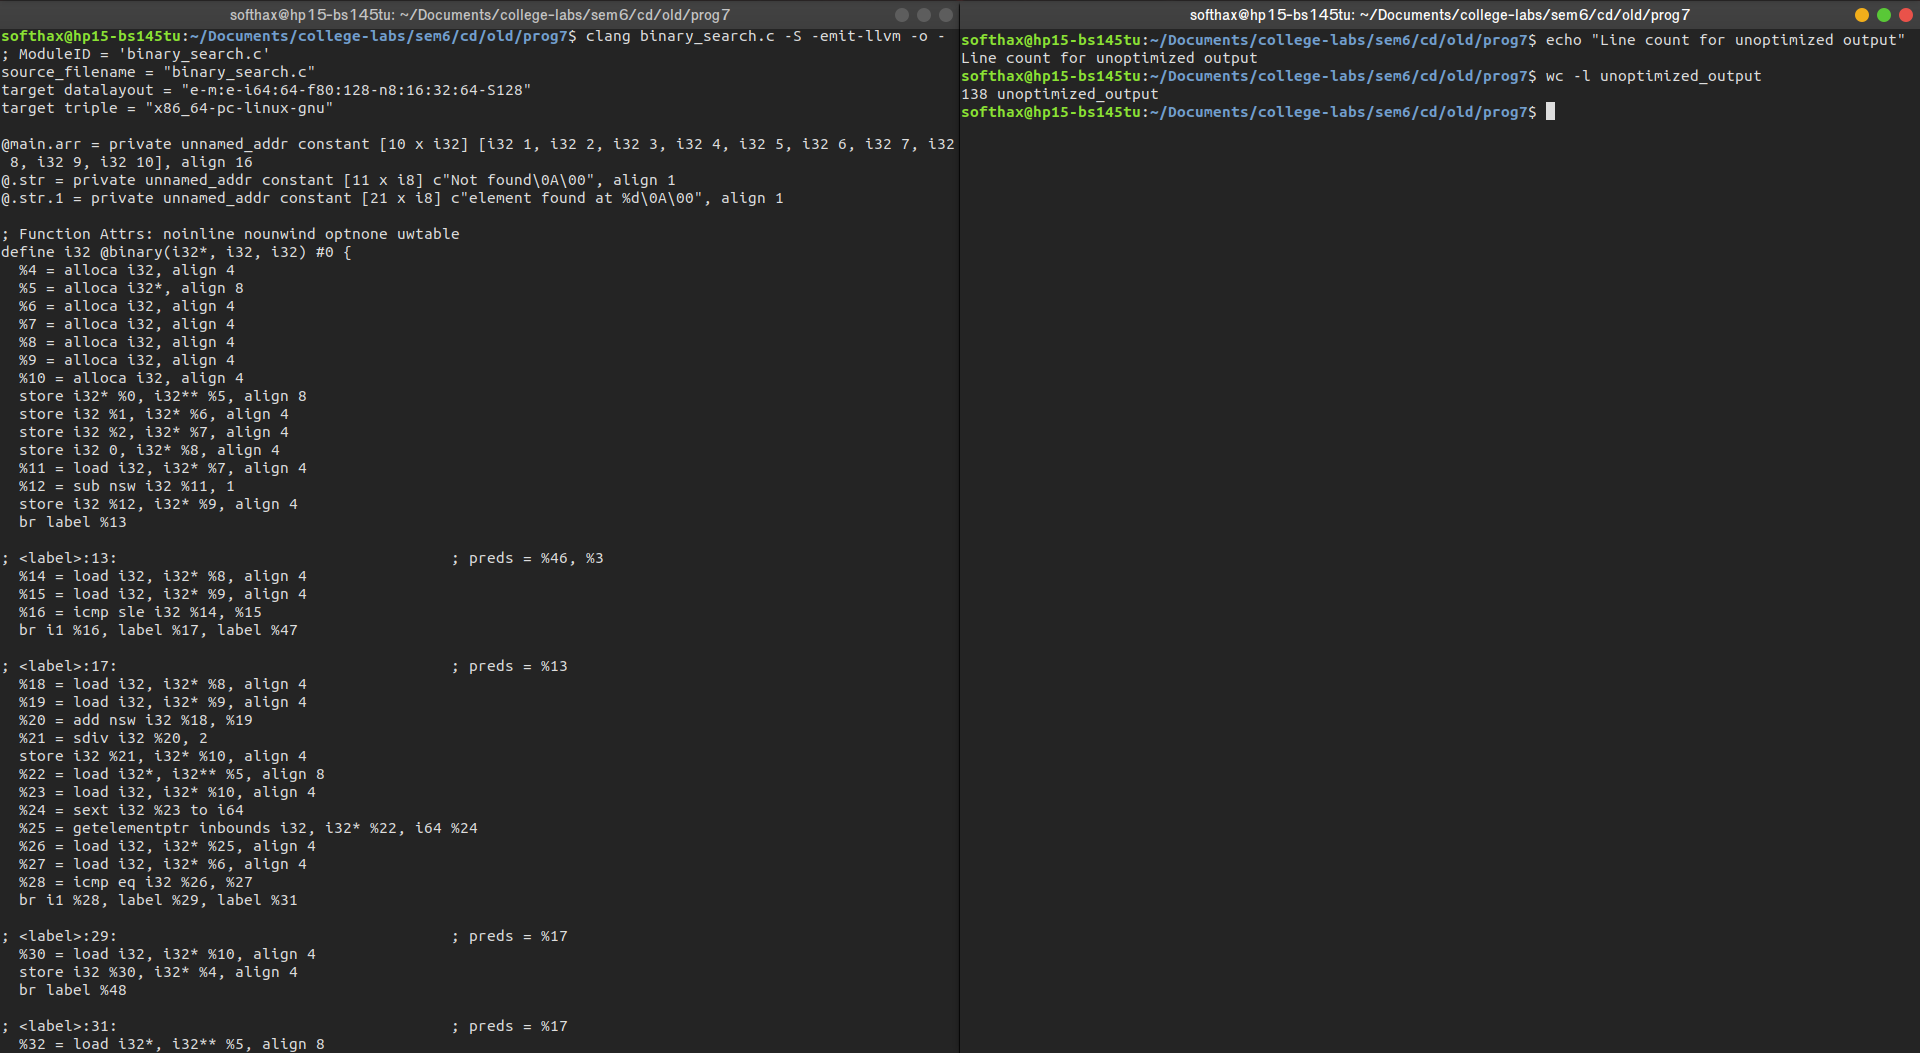 softhax@hp15-bs145tu: ~/Documents/college-labs/sem6/cd/old/prog7
softhax@hp15-bs145tu:~/Documents/college-labs/sem6/cd/old/prog7$ clang binary_search.c -S -emit-llvm -o -
; ModuleID = 'binary_search.c'
source_filename = "binary_search.c"
target datalayout = "e-m:e-i64:64-f80:128-n8:16:32:64-S128"
target triple = "x86_64-pc-linux-gnu"

@main.arr = private unnamed_addr constant [10 x i32] [i32 1, i32 2, i32 3, i32 4, i32 5, i32 6, i32 7, i32
 8, i32 9, i32 10], align 16
@.str = private unnamed_addr constant [11 x i8] c"Not found\0A\00", align 1
@.str.1 = private unnamed_addr constant [21 x i8] c"element found at %d\0A\00", align 1

; Function Attrs: noinline nounwind optnone uwtable
define i32 @binary(i32*, i32, i32) #0 {
  %4 = alloca i32, align 4
  %5 = alloca i32*, align 8
  %6 = alloca i32, align 4
  %7 = alloca i32, align 4
  %8 = alloca i32, align 4
  %9 = alloca i32, align 4
  %10 = alloca i32, align 4
  store i32* %0, i32** %5, align 8
  store i32 %1, i32* %6, align 4
  store i32 %2, i32* %7, align 4
  store i32 0, i32* %8, align 4
  %11 = load i32, i32* %7, align 4
  %12 = sub nsw i32 %11, 1
  store i32 %12, i32* %9, align 4
  br label %13

; <label>:13:                                     ; preds = %46, %3
  %14 = load i32, i32* %8, align 4
  %15 = load i32, i32* %9, align 4
  %16 = icmp sle i32 %14, %15
  br i1 %16, label %17, label %47

; <label>:17:                                     ; preds = %13
  %18 = load i32, i32* %8, align 4
  %19 = load i32, i32* %9, align 4
  %20 = add nsw i32 %18, %19
  %21 = sdiv i32 %20, 2
  store i32 %21, i32* %10, align 4
  %22 = load i32*, i32** %5, align 8
  %23 = load i32, i32* %10, align 4
  %24 = sext i32 %23 to i64
  %25 = getelementptr inbounds i32, i32* %22, i64 %24
  %26 = load i32, i32* %25, align 4
  %27 = load i32, i32* %6, align 4
  %28 = icmp eq i32 %26, %27
  br i1 %28, label %29, label %31

; <label>:29:                                     ; preds = %17
  %30 = load i32, i32* %10, align 4
  store i32 %30, i32* %4, align 4
  br label %48

; <label>:31:                                     ; preds = %17
  %32 = load i32*, i32** %5, align 8
softhax@hp15-bs145tu: ~/Documents/college-labs/sem6/cd/old/prog7
softhax@hp15-bs145tu:~/Documents/college-labs/sem6/cd/old/prog7$ echo "Line count for unoptimized output"
Line count for unoptimized output
softhax@hp15-bs145tu:~/Documents/college-labs/sem6/cd/old/prog7$ wc -l unoptimized_output
138 unoptimized_output
softhax@hp15-bs145tu:~/Documents/college-labs/sem6/cd/old/prog7$